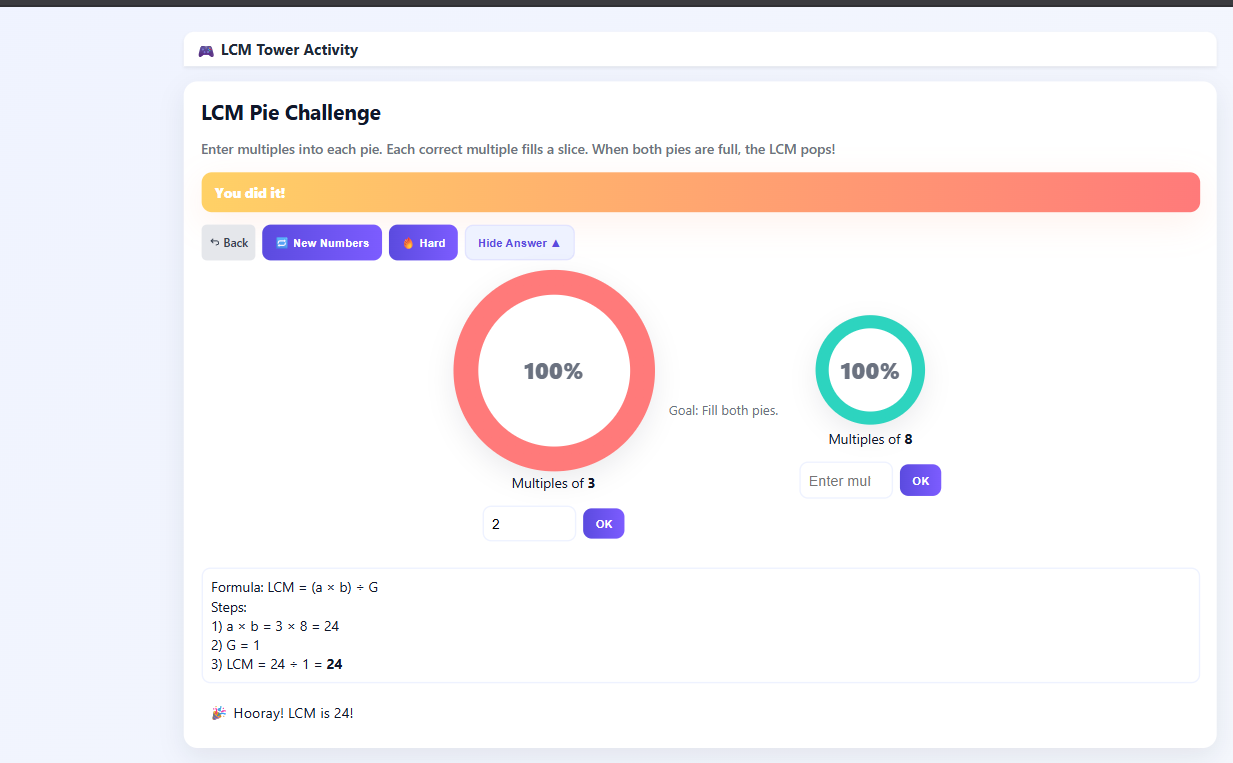 LCM Tower Activity
LCM Pie Challenge
Enter multiples into each pie. Each correct multiple fills a slice. When both pies are full, the LCM pops!
You did it!
Back
New Numbers
Hard
Hide Answer ▲
100%
100%
Goal: Fill both pies.
Multiples of 8
Enter mul
OK
Multiples of 3
2
OK
Formula: LCM = (a × b) ÷ G
Steps:
1) a × b = 3 × 8 = 24
2) G = 1
3) LCM = 24 ÷ 1 = 24
🎉 Hooray! LCM is 24!